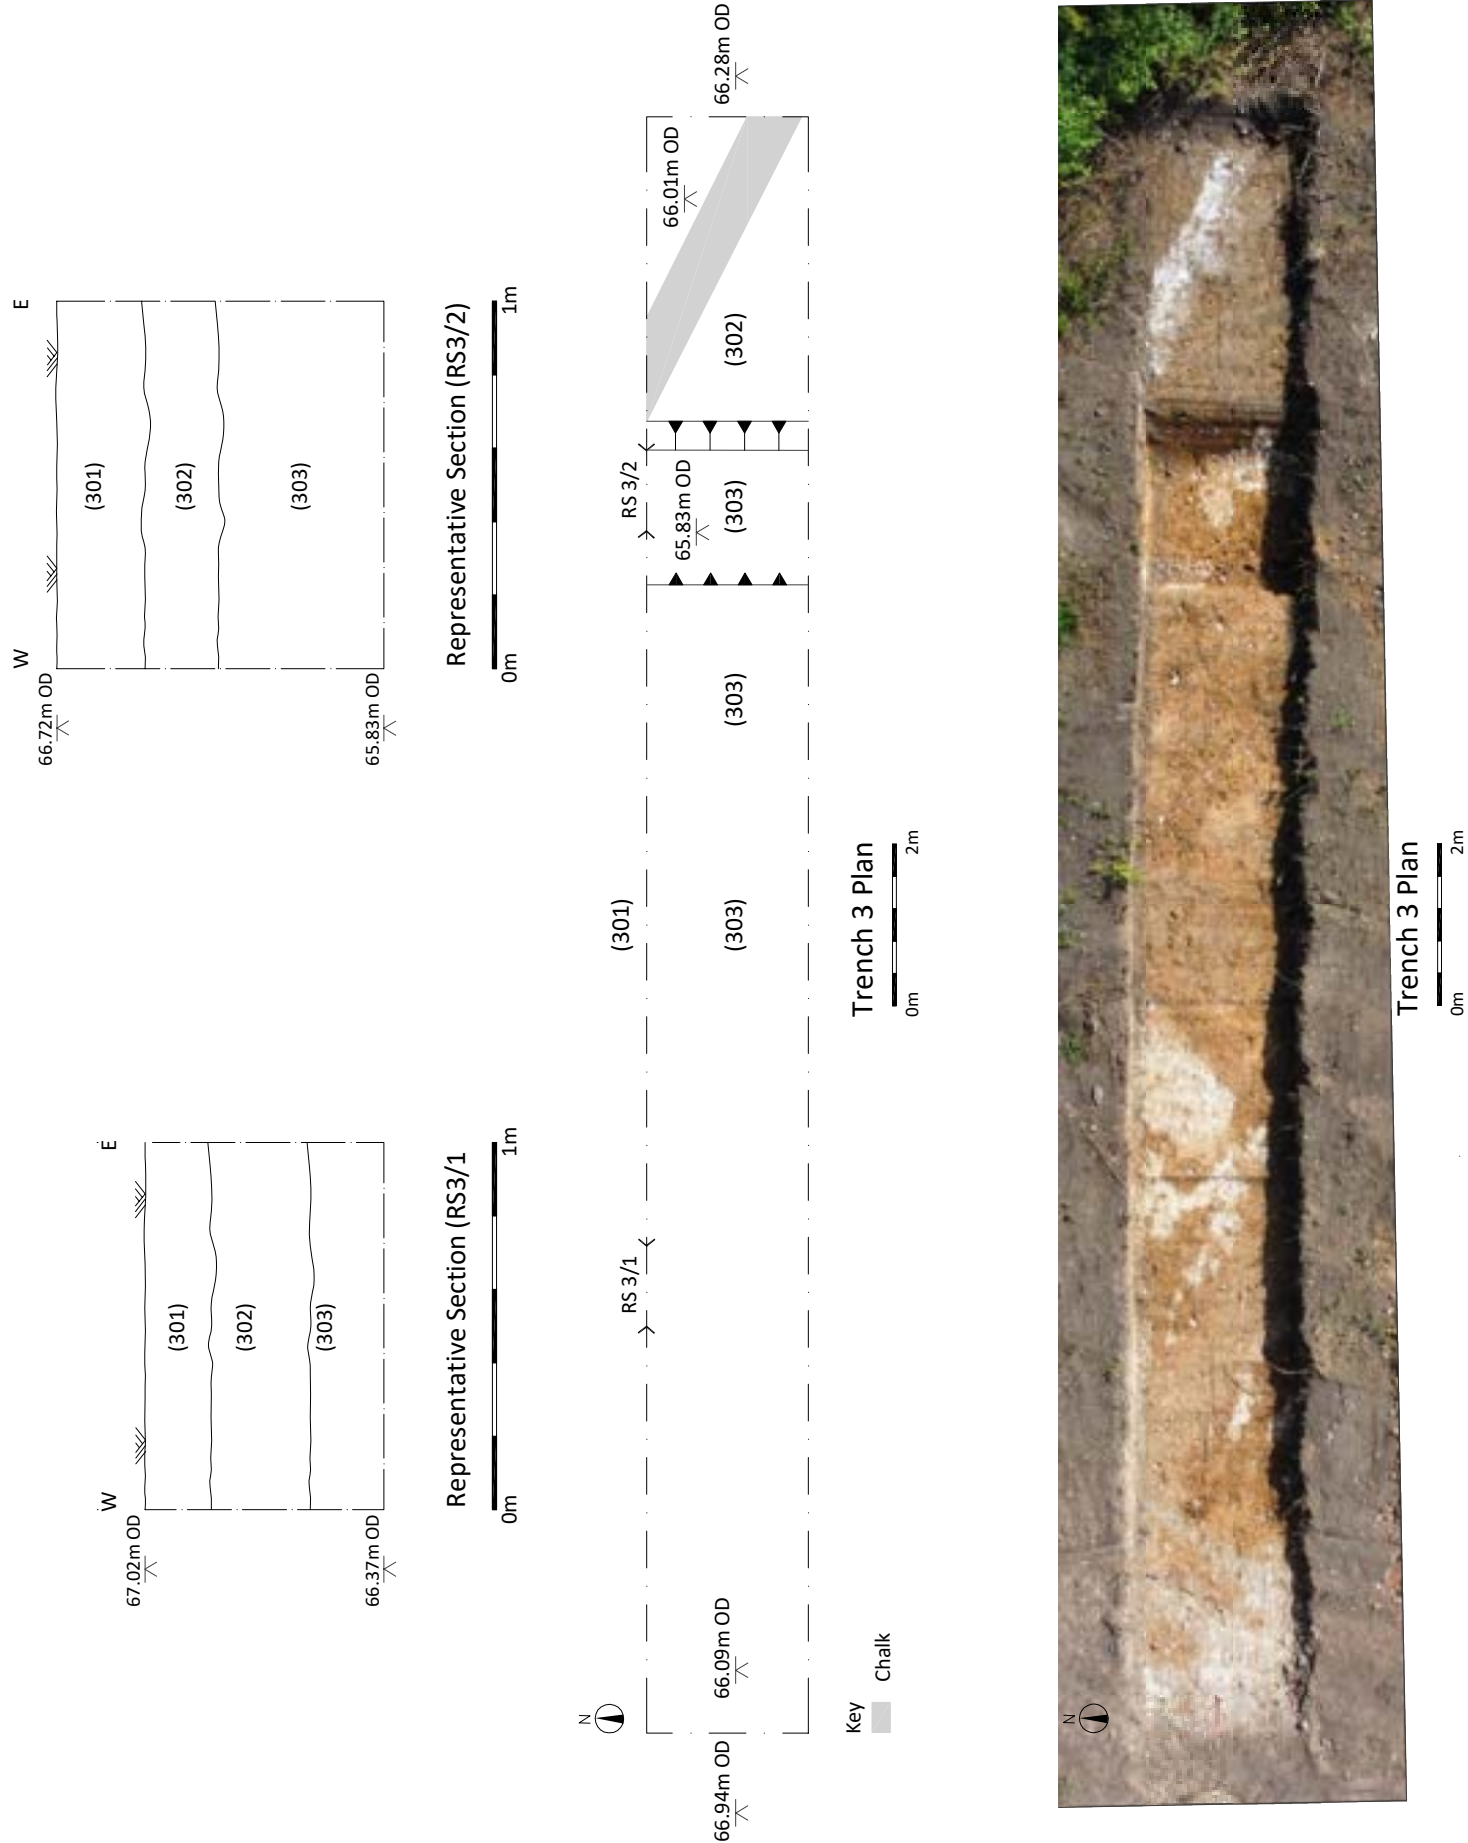 W
E
67.02m OD
(301)
(302)
(303)
66.37m OD
Representative Section (RS3/1
0m
1m
W
E
66.72m OD
(301)
(302)
(303)
65.83m OD
Representative Section (RS3/2)
0m
1m
N
RS 3/1
(301)
RS 3/2
66.94m OD
66.09m OD
(303)
(303)
65.83m OD
(303)
(302)
66.01m OD
66.28m OD
Key
Chalk
Trench 3 Plan
0m
2m
N
Trench 3 Plan
0m
2m